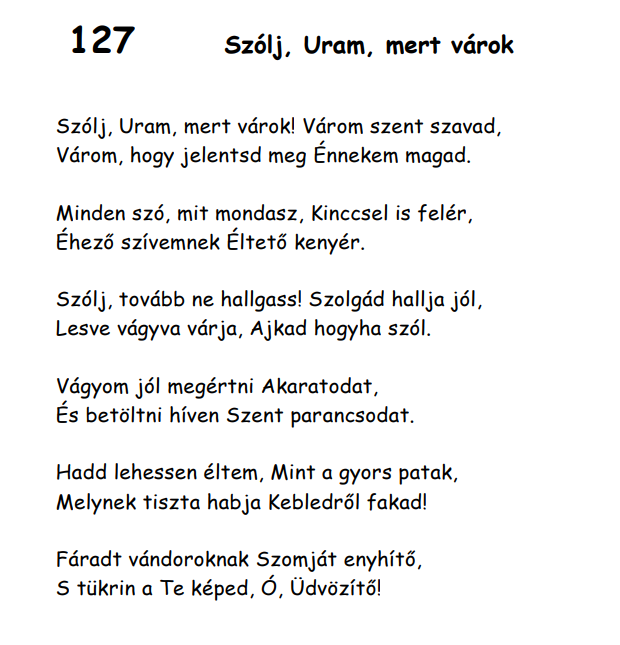 127 Szólj, Uram, mert várok
Szólj, Uram, mert várok! Várom szent szavad,
Várom, hogy jelentsd meg Énnekem magad.
Minden szó, mit mondasz, Kinccsel is felér,
Éhező szívemnek Éltető kenyér.
Szólj, tovább ne hallgass! Szolgád hallja jól,
Lesve vágyva várja, Ajkad hogyha szól.
Vágyom jól megértni Akaratodat,
És betöltni híven Szent parancsodat.
Hadd lehessen éltem, Mint a gyors patak,
Melynek tiszta habja Kebledről fakad!
Fáradt vándoroknak Szomját enyhítő,
S tükrin a Te képed, Ó, Üdvözítő!